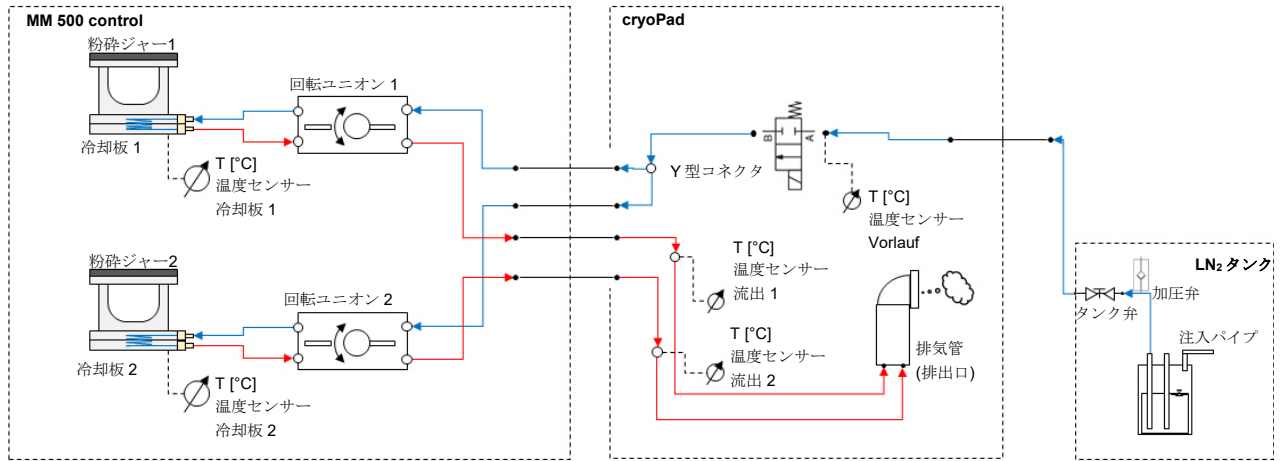 MM 500 control
粉砕ジャー1
回転ユニオン 1
冷却板 1
T [°C]
温度センサー
冷却板 1
粉砕ジャー2
回転ユニオン 2
冷却板 2
T [°C]
温度センサー
冷却板 2
cryoPad
B
A
Y 型コネクタ
T [°C]
温度センサー
Vorlauf
T [°C]
温度センサー
流出 1
T [°C]
温度センサー
流出 2
排気管
(排出口)
LN₂ タンク
加圧弁
タンク弁
注入パイプ